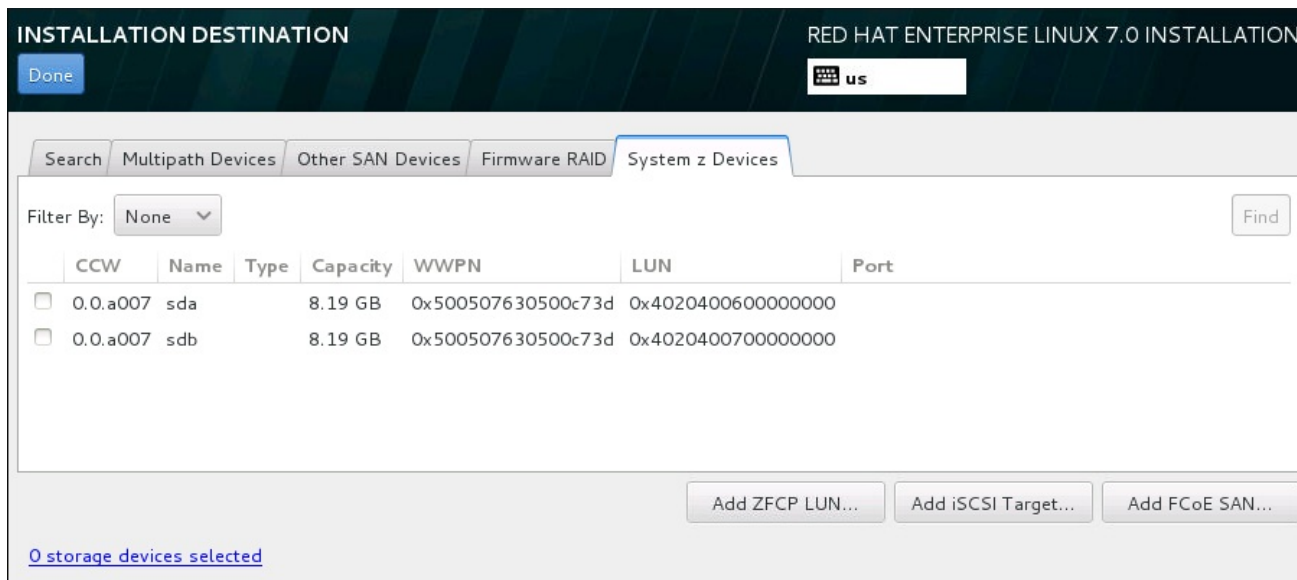 INSTALLATION DESTINATION
RED HAT ENTERPRISE LINUX 7.0 INSTALLATION
Done
us
Search Multipath Devices Other SAN Devices Firmware RAID System z Devices
Filter By: None Find
CCW Name Type Capacity WWPN LUN Port
0.0.a007 sda 8.19 GB 0x500507630500c73d 0x4020400600000000
0.0.a007 sdb 8.19 GB 0x500507630500c73d 0x4020400700000000
Add ZFCP LUN... Add iSCSI Target... Add FCoE SAN...
0 storage devices selected